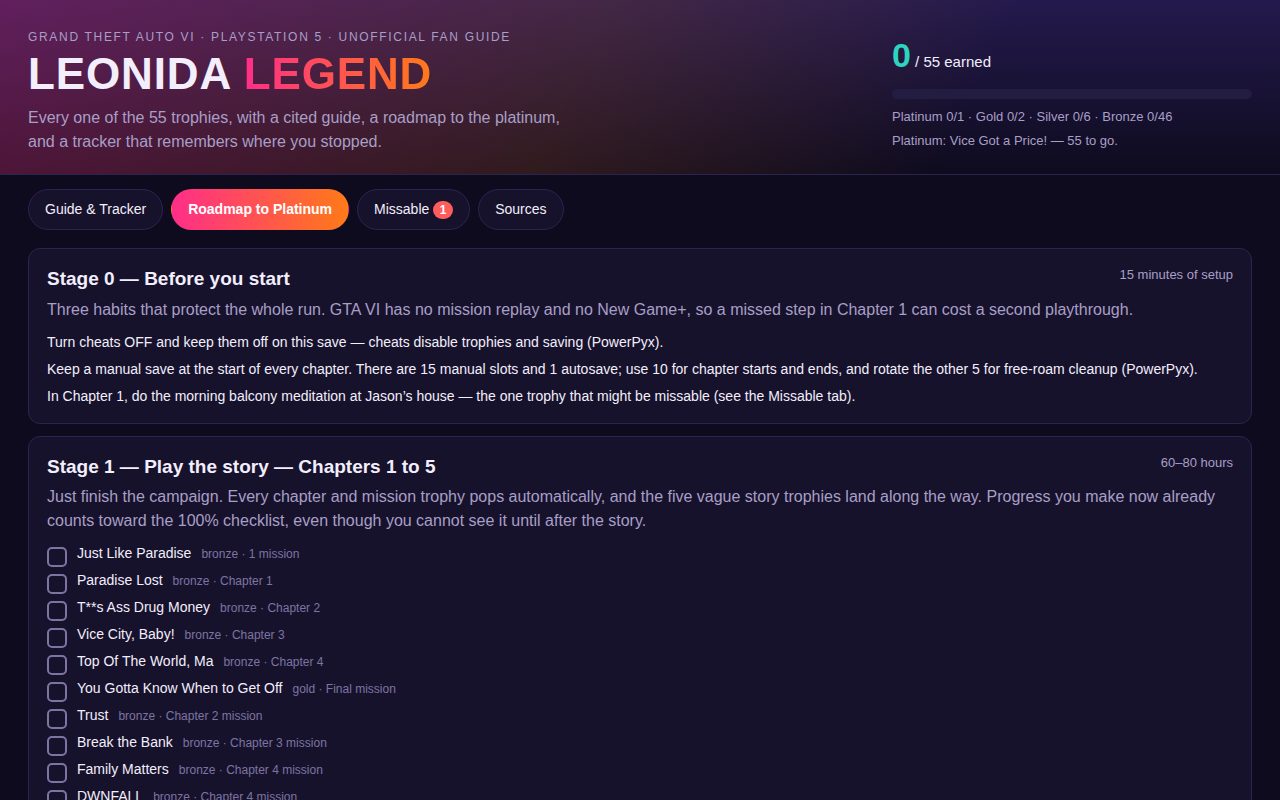 GRAND THEFT AUTO VI · PLAYSTATION 5 · UNOFFICIAL FAN GUIDE
LEONIDA LEGEND
Every one of the 55 trophies, with a cited guide, a roadmap to the platinum,
and a tracker that remembers where you stopped.
0 / 55 earned
Platinum 0/1 · Gold 0/2 · Silver 0/6 · Bronze 0/46
Platinum: Vice Got a Price! — 55 to go.
Guide & Tracker
Roadmap to Platinum
Missable 1
Sources
Stage 0 — Before you start
15 minutes of setup
Three habits that protect the whole run. GTA VI has no mission replay and no New Game+, so a missed step in Chapter 1 can cost a second playthrough.
Turn cheats OFF and keep them off on this save — cheats disable trophies and saving (PowerPyx).
Keep a manual save at the start of every chapter. There are 15 manual slots and 1 autosave; use 10 for chapter starts and ends, and rotate the other 5 for free-roam cleanup (PowerPyx).
In Chapter 1, do the morning balcony meditation at Jason’s house — the one trophy that might be missable (see the Missable tab).
Stage 1 — Play the story — Chapters 1 to 5
60–80 hours
Just finish the campaign. Every chapter and mission trophy pops automatically, and the five vague story trophies land along the way. Progress you make now already
counts toward the 100% checklist, even though you cannot see it until after the story.
Just Like Paradise bronze · 1 mission
Paradise Lost bronze · Chapter 1
T**s Ass Drug Money bronze · Chapter 2
Vice City, Baby! bronze · Chapter 3
Top Of The World, Ma bronze · Chapter 4
You Gotta Know When to Get Off gold · Final mission
Trust bronze · Chapter 2 mission
Break the Bank bronze · Chapter 3 mission
Family Matters bronze · Chapter 4 mission
DWNFALL bronze · Chapter 4 mission